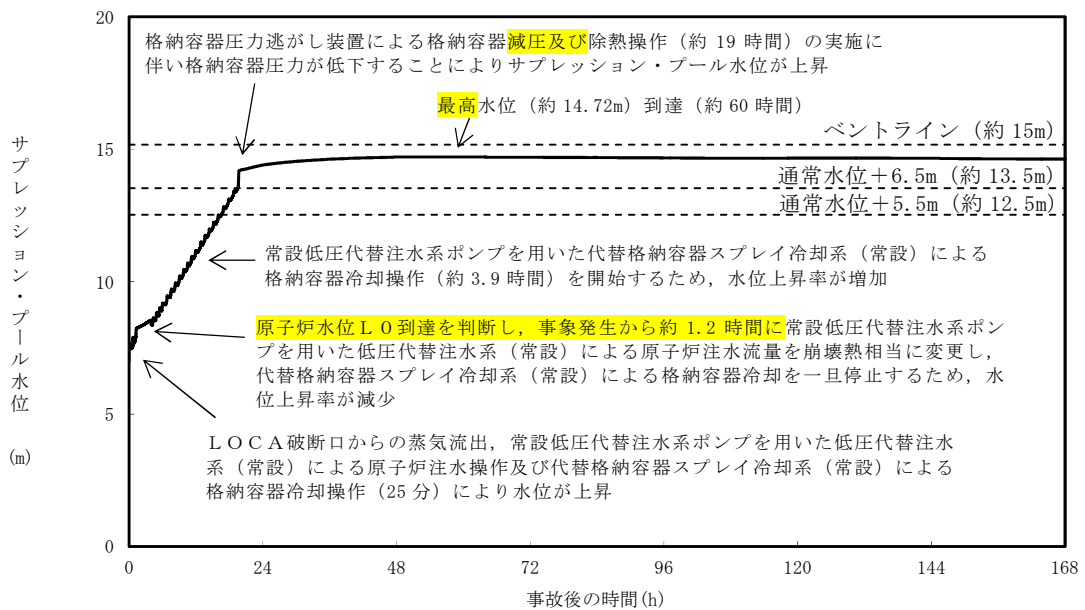 20
格納容器圧力逃がし装置による格納容器減圧及び除熱操作（約 19 時間）の実施に
伴い格納容器圧力が低下することによりサプレッション・プール水位が上昇
最高水位（約 14.72m）到達（約 60 時間）
ベントライン（約 15m）
15
通常水位＋6.5m（約 13.5m）
通常水位＋5.5m（約 12.5m）
常設低圧代替注水系ポンプを用いた代替格納容器スプレイ冷却系（常設）による
格納容器冷却操作（約 3.9 時間）を開始するため，水位上昇率が増加
10
原子炉水位Ｌ０到達を判断し，事象発生から約 1.2 時間に常設低圧代替注水系ポン
プを用いた低圧代替注水系（常設）による原子炉注水流量を崩壊熱相当に変更し，
代替格納容器スプレイ冷却系（常設）による格納容器冷却を一旦停止するため，水
位上昇率が減少
5
ＬＯＣＡ破断口からの蒸気流出，常設低圧代替注水系ポンプを用いた低圧代替注水
系（常設）による原子炉注水操作及び代替格納容器スプレイ冷却系（常設）による
格納容器冷却操作（25 分）により水位が上昇
0
サプレッション・プール水位 (m)
0 24 48 72 96 120 144 168
事故後の時間(h)